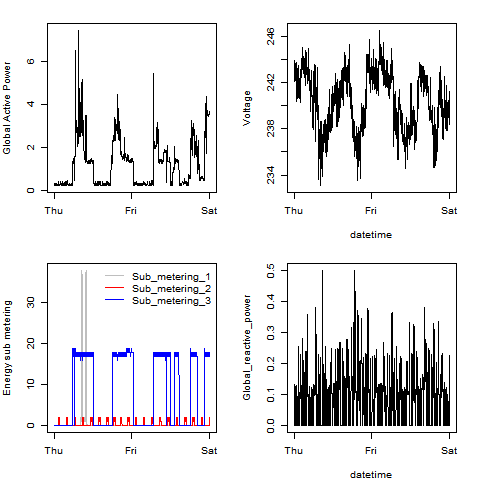 Global Active Power
6
4
2
0
Thu
Fri
Sat
Voltage
246
242
238
234
Thu
Fri
Sat
datetime
Energy sub metering
30
20
10
0
Sub_metering_1
Sub_metering_2
Sub_metering_3
Thu
Fri
Sat
Global_reactive_power
0.5
0.4
0.3
0.2
0.1
0.0
Thu
Fri
Sat
datetime